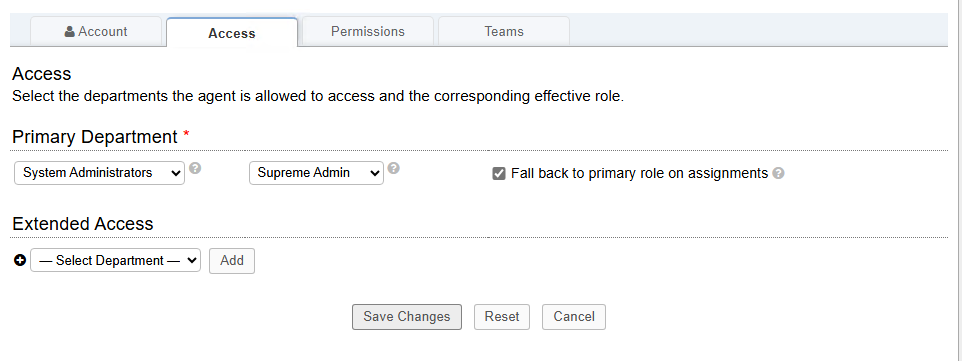 Account
Access
Permissions
Teams
Access
Select the departments the agent is allowed to access and the corresponding effective role.
Primary Department *
System Administrators ? Supreme Admin ? Fall back to primary role on assignments ?
Extended Access
— Select Department — Add
Save Changes Reset Cancel